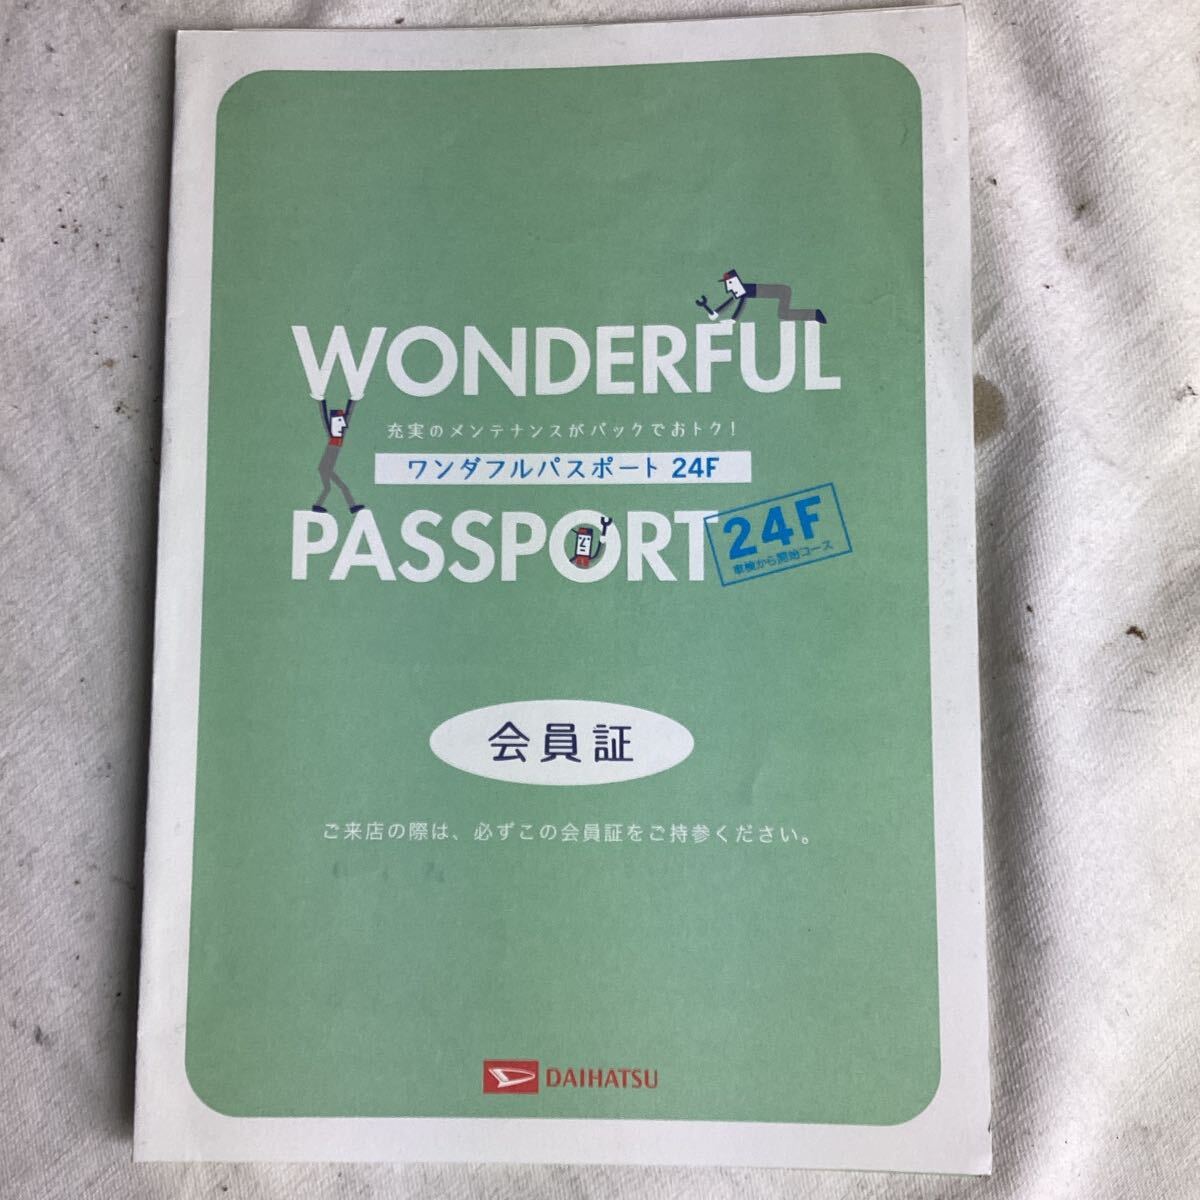 WONDERFUL
充実のメンテナンスがパックでおトク！
ワンダフルパスポート 24F
PASSPORT
24F
車検から開始コース
会員証
ご来店の際は、必ずこの会員証をご持参ください。
DAIHATSU